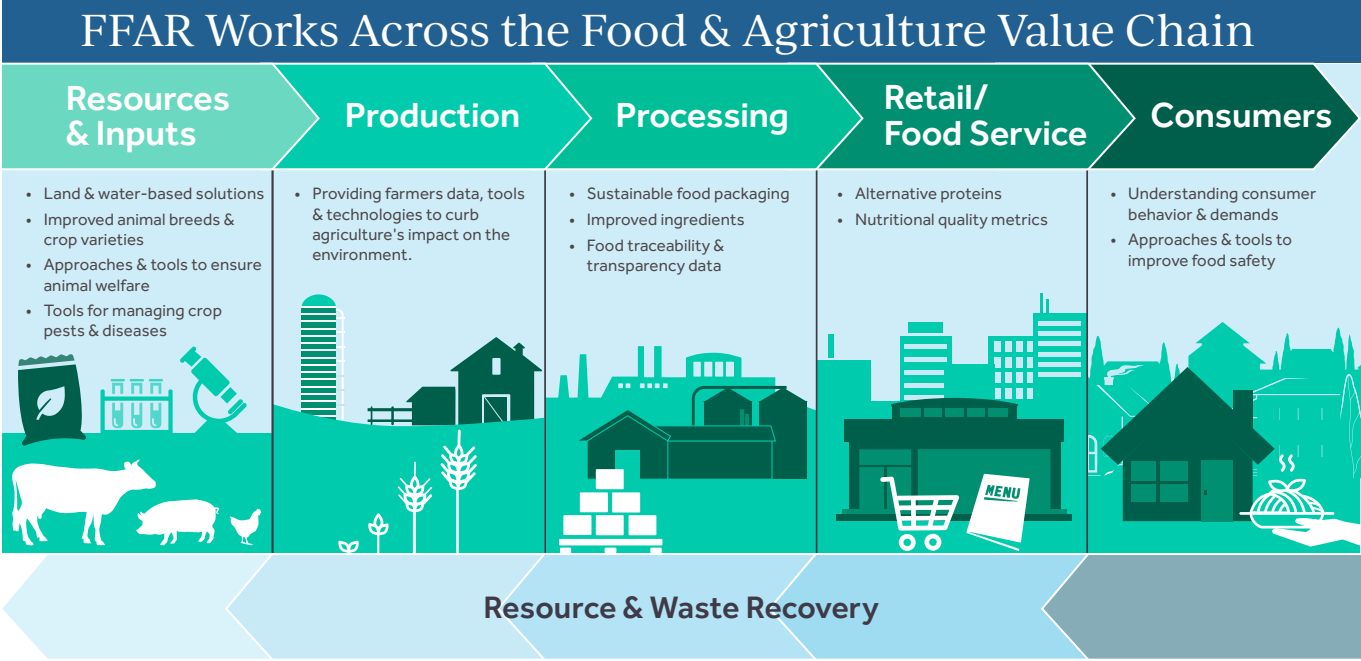 FFAR Works Across the Food & Agriculture Value Chain
Resources
& Inputs
Production
Processing
Retail/
Food Service
Consumers
• Land & water-based solutions
• Improved animal breeds &
crop varieties
• Approaches & tools to ensure
animal welfare
• Tools for managing crop
pests & diseases
• Providing farmers data, tools
& technologies to curb
agriculture's impact on the
environment.
• Sustainable food packaging
• Improved ingredients
• Food traceability &
transparency data
• Alternative proteins
• Nutritional quality metrics
• Understanding consumer
behavior & demands
• Approaches & tools to
improve food safety
MENU
Resource & Waste Recovery